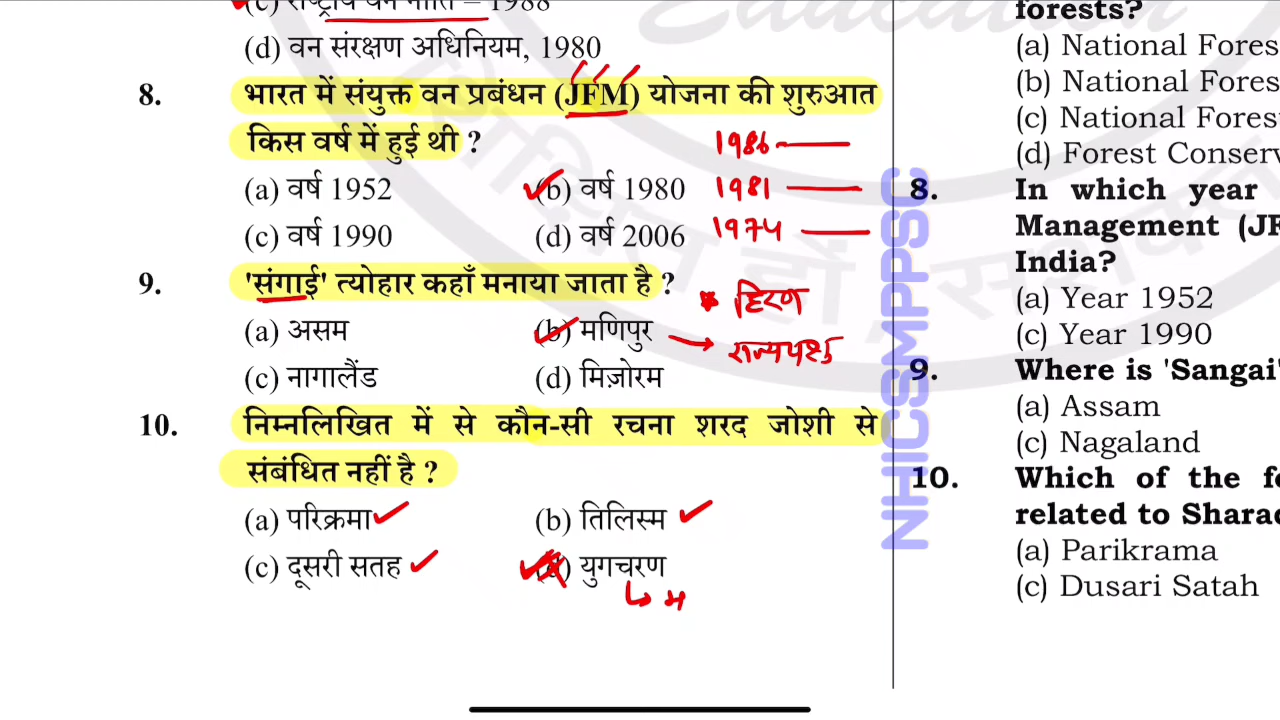 (c) राष्ट्रीय वन नीति – 1988
(d) वन संरक्षण अधिनियम, 1980
8. भारत में संयुक्त वन प्रबंधन (JFM) योजना की शुरुआत
किस वर्ष में हुई थी ?
1986
(a) वर्ष 1952 (b) वर्ष 1980 1981
(c) वर्ष 1990 (d) वर्ष 2006 1974
9. 'संगाई' त्योहार कहाँ मनाया जाता है ?
हिरण
(a) असम (b) मणिपुर
राज्यपशु
(c) नागालैंड (d) मिज़ोरम
10. निम्नलिखित में से कौन-सी रचना शरद जोशी से
संबंधित नहीं है ?
(a) परिक्रमा (b) तिलिस्म
(c) दूसरी सतह (d) युगचरण
म
NHICSMPPSC
forests?
(a) National Fores
(b) National Fores
(c) National Fores
(d) Forest Conserv
8. In which year
Management (JF
India?
(a) Year 1952
(c) Year 1990
9. Where is 'Sangai'
(a) Assam
(c) Nagaland
10. Which of the fo
related to Sharad
(a) Parikrama
(c) Dusari Satah